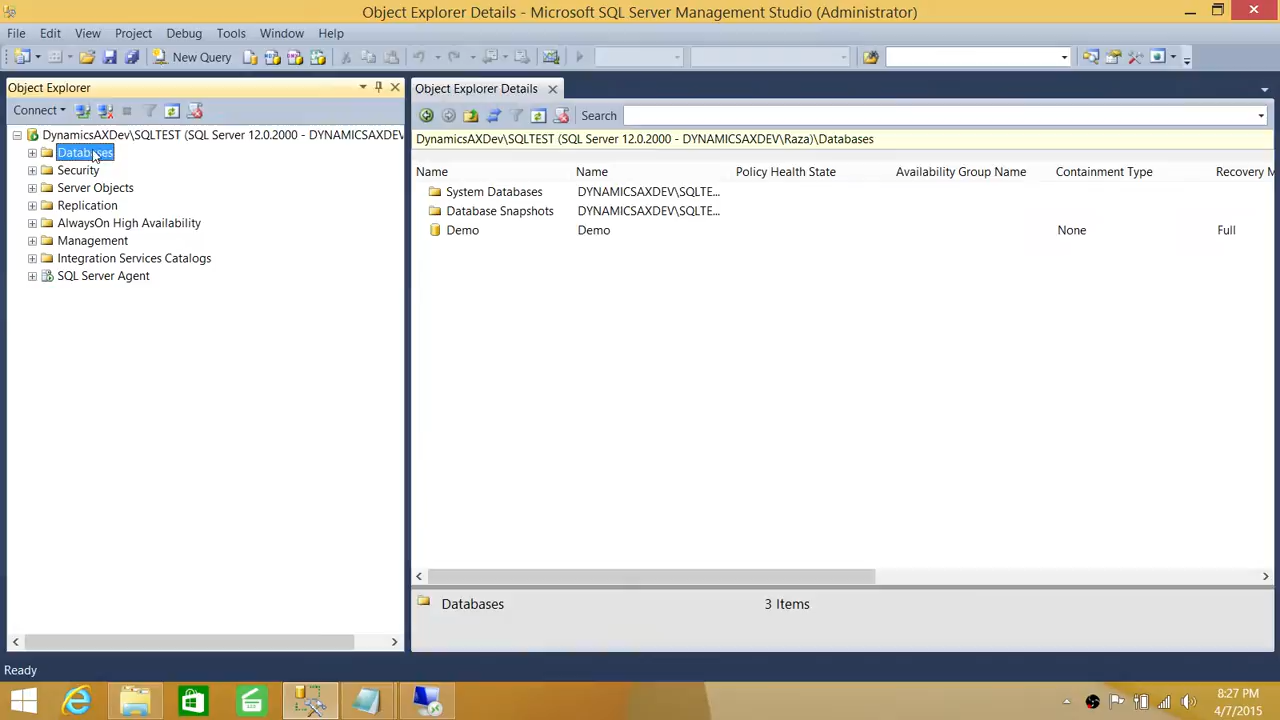 Object Explorer Details - Microsoft SQL Server Management Studio (Administrator)
File Edit View Project Debug Tools Window Help
New Query
Object Explorer
Connect
DynamicsAXDev\SQLTEST (SQL Server 12.0.2000 - DYNAMICSAXDEV
Databases
Security
Server Objects
Replication
AlwaysOn High Availability
Management
Integration Services Catalogs
SQL Server Agent
Object Explorer Details
Search
DynamicsAXDev\SQLTEST (SQL Server 12.0.2000 - DYNAMICSAXDEV\Raza)\Databases
Name Name Policy Health State Availability Group Name Containment Type Recovery M
System Databases DYNAMICSAXDEV\SQLTE...
Database Snapshots DYNAMICSAXDEV\SQLTE...
Demo Demo None Full
Databases 3 Items
Ready
8:27 PM
4/7/2015